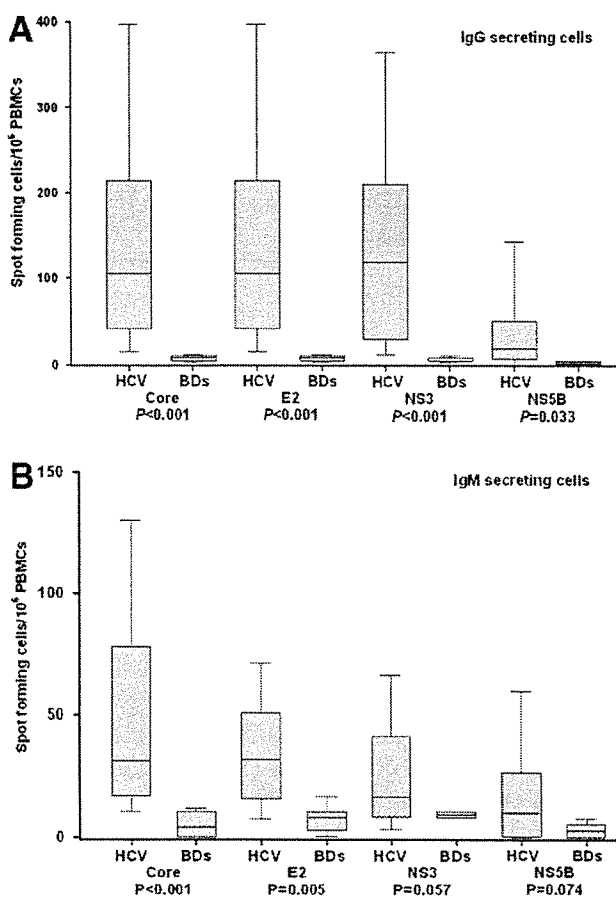 A
IgG secreting cells
Spot forming cells/10⁶ PBMCs
400
300
200
100
0
HCV BDs HCV BDs HCV BDs HCV BDs
Core E2 NS3 NS5B
P<0.001 P<0.001 P<0.001 P=0.033
B
IgM secreting cells
Spot forming cells/10⁶ PBMCs
150
100
50
0
HCV BDs HCV BDs HCV BDs HCV BDs
Core E2 NS3 NS5B
P<0.001 P=0.005 P=0.057 P=0.074